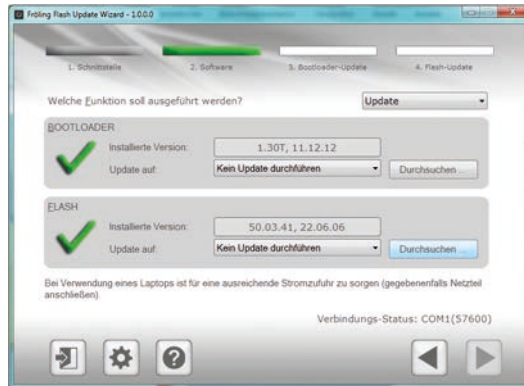 Fröling Flash Update Wizard - 1.0.0.0
1. Schnittstelle
2. Software
3. Bootloader-Update
4. Flash-Update
Welche Funktion soll ausgeführt werden?
Update
BOOTLOADER
Installierte Version:
1.30T, 11.12.12
Update auf:
Kein Update durchführen
Durchsuchen ...
FLASH
Installierte Version:
50.03.41, 22.06.06
Update auf:
Kein Update durchführen
Durchsuchen ...
Bei Verwendung eines Laptops ist für eine ausreichende Stromzufuhr zu sorgen (gegebenenfalls Netzteil
anschließen).
Verbindungs-Status: COM1(57600)